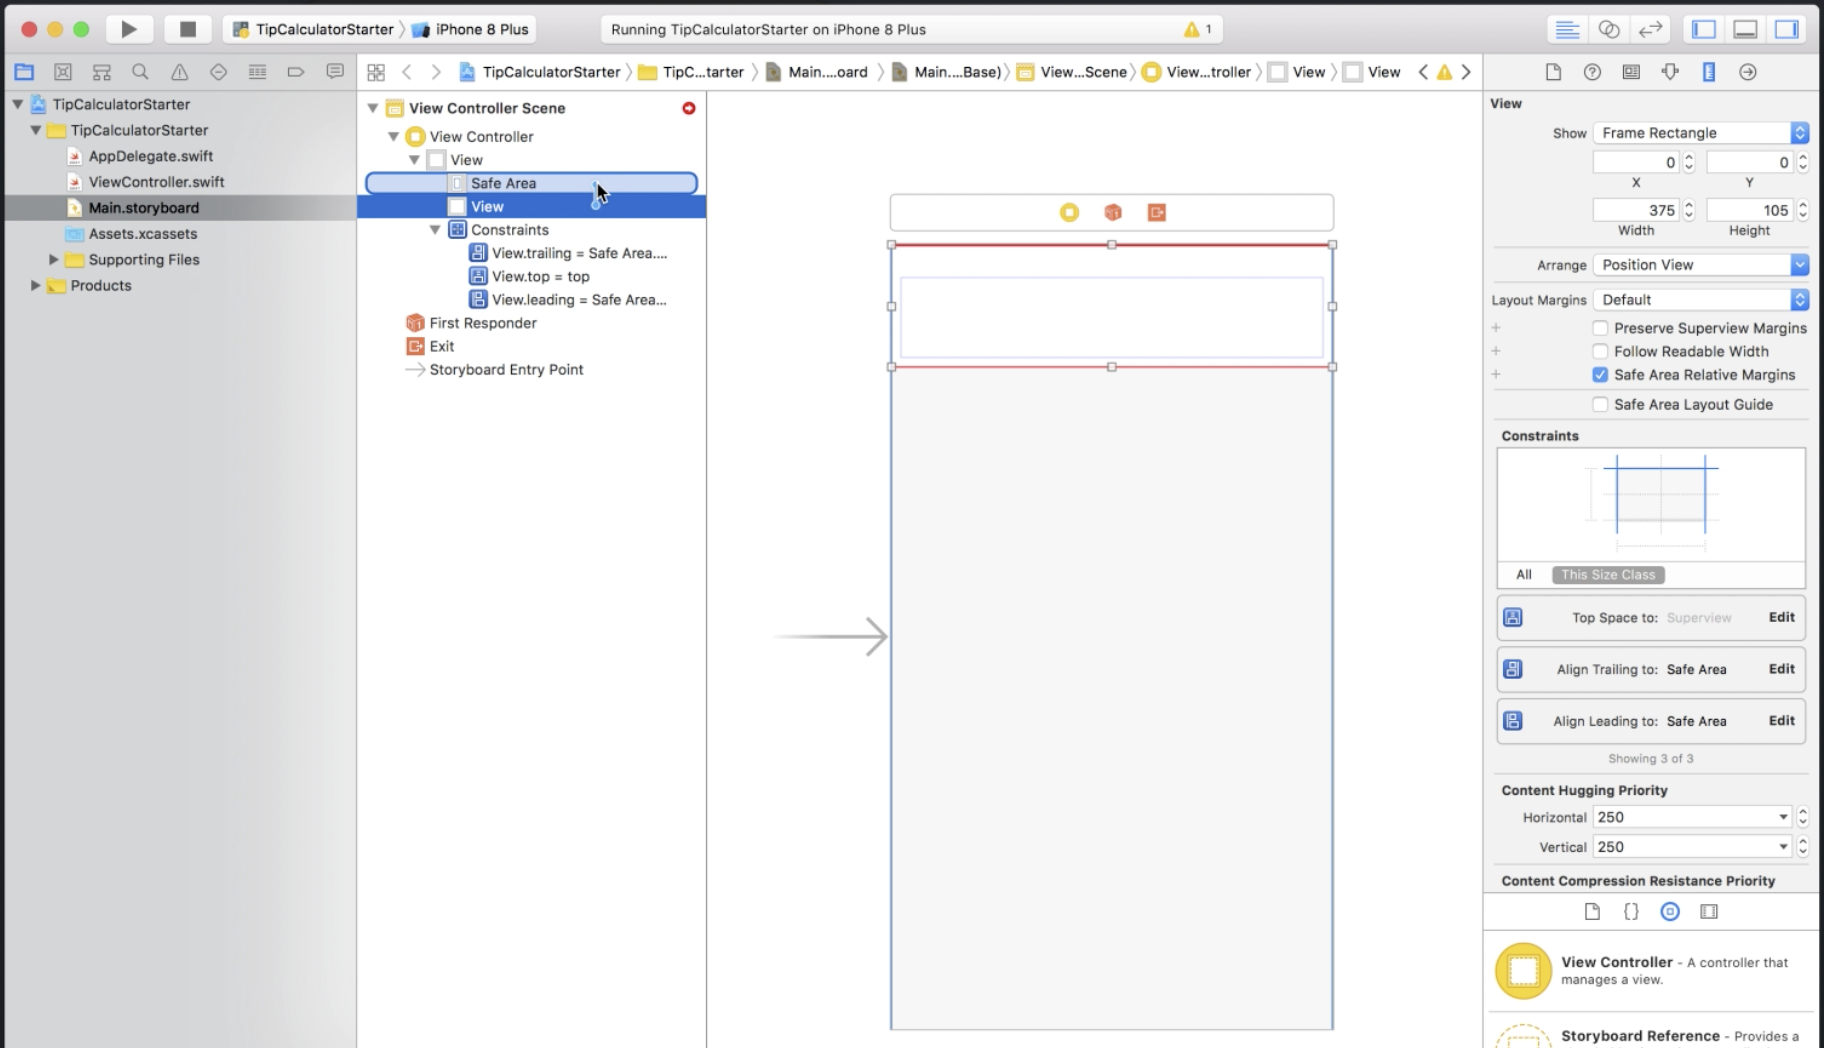 TipCalculatorStarter
iPhone 8 Plus
Running TipCalculatorStarter on iPhone 8 Plus
1
TipCalculatorStarter
TipC...tarter
Main....oard
Main....Base)
View...Scene
View...troller
View
View
TipCalculatorStarter
TipCalculatorStarter
AppDelegate.swift
ViewController.swift
Main.storyboard
Assets.xcassets
Supporting Files
Products
View Controller Scene
View Controller
View
Safe Area
View
Constraints
View.trailing = Safe Area....
View.top = top
View.leading = Safe Area...
First Responder
Exit
Storyboard Entry Point
View
Show Frame Rectangle
0 0
X Y
375 105
Width Height
Arrange Position View
Layout Margins Default
Preserve Superview Margins
Follow Readable Width
Safe Area Relative Margins
Safe Area Layout Guide
Constraints
All This Size Class
Top Space to: Superview Edit
Align Trailing to: Safe Area Edit
Align Leading to: Safe Area Edit
Showing 3 of 3
Content Hugging Priority
Horizontal 250
Vertical 250
Content Compression Resistance Priority
View Controller - A controller that
manages a view.
Storyboard Reference - Provides a